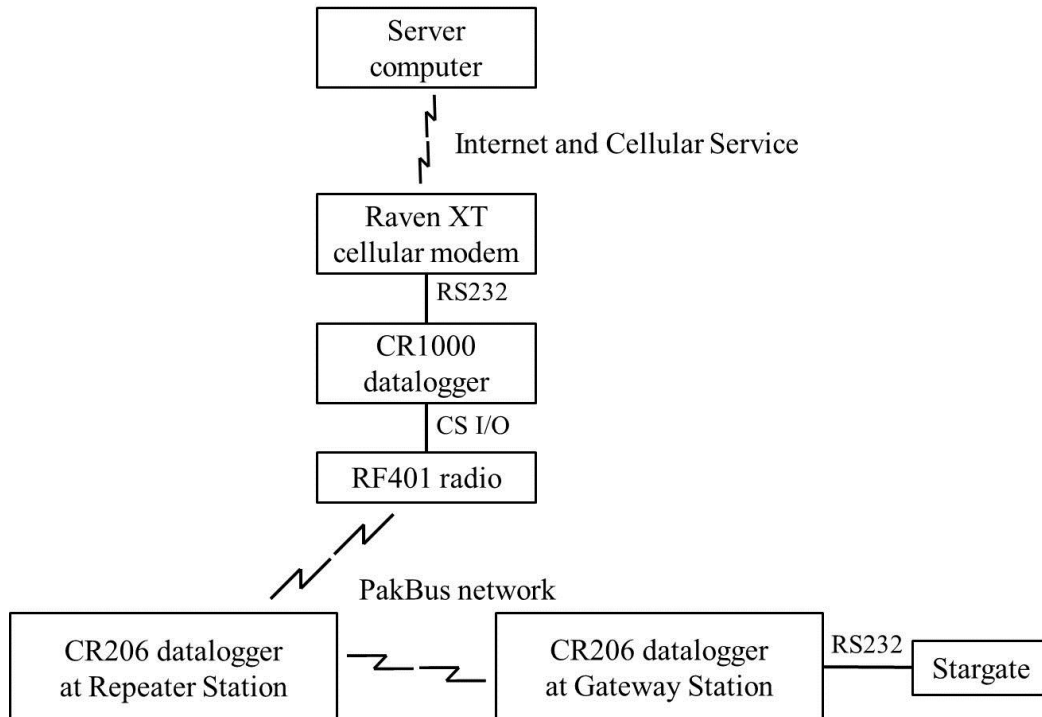 Server
computer
Internet and Cellular Service
Raven XT
cellular modem
RS232
CR1000
datalogger
CS I/O
RF401 radio
PakBus network
CR206 datalogger
at Repeater Station
CR206 datalogger
at Gateway Station
RS232
Stargate